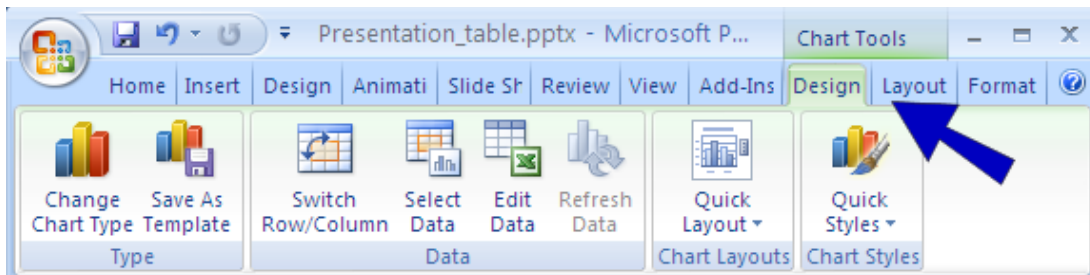 Presentation_table.pptx - Microsoft P... Chart Tools
Home Insert Design Animati Slide Sh Review View Add-Ins Design Layout Format
Change Chart Type
Save As Template
Switch Row/Column
Select Data
Edit Data
Refresh Data
Quick Layout
Quick Styles
Type Data Chart Layouts Chart Styles